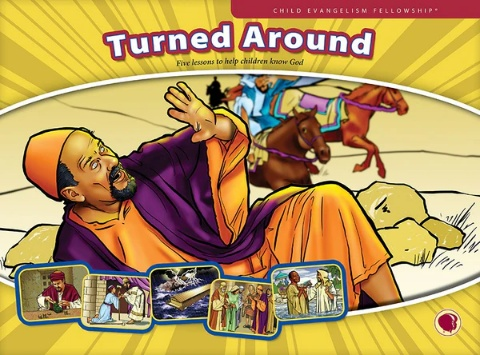 CHILD EVANGELISM FELLOWSHIP®
Turned Around
Five lessons to help children know God